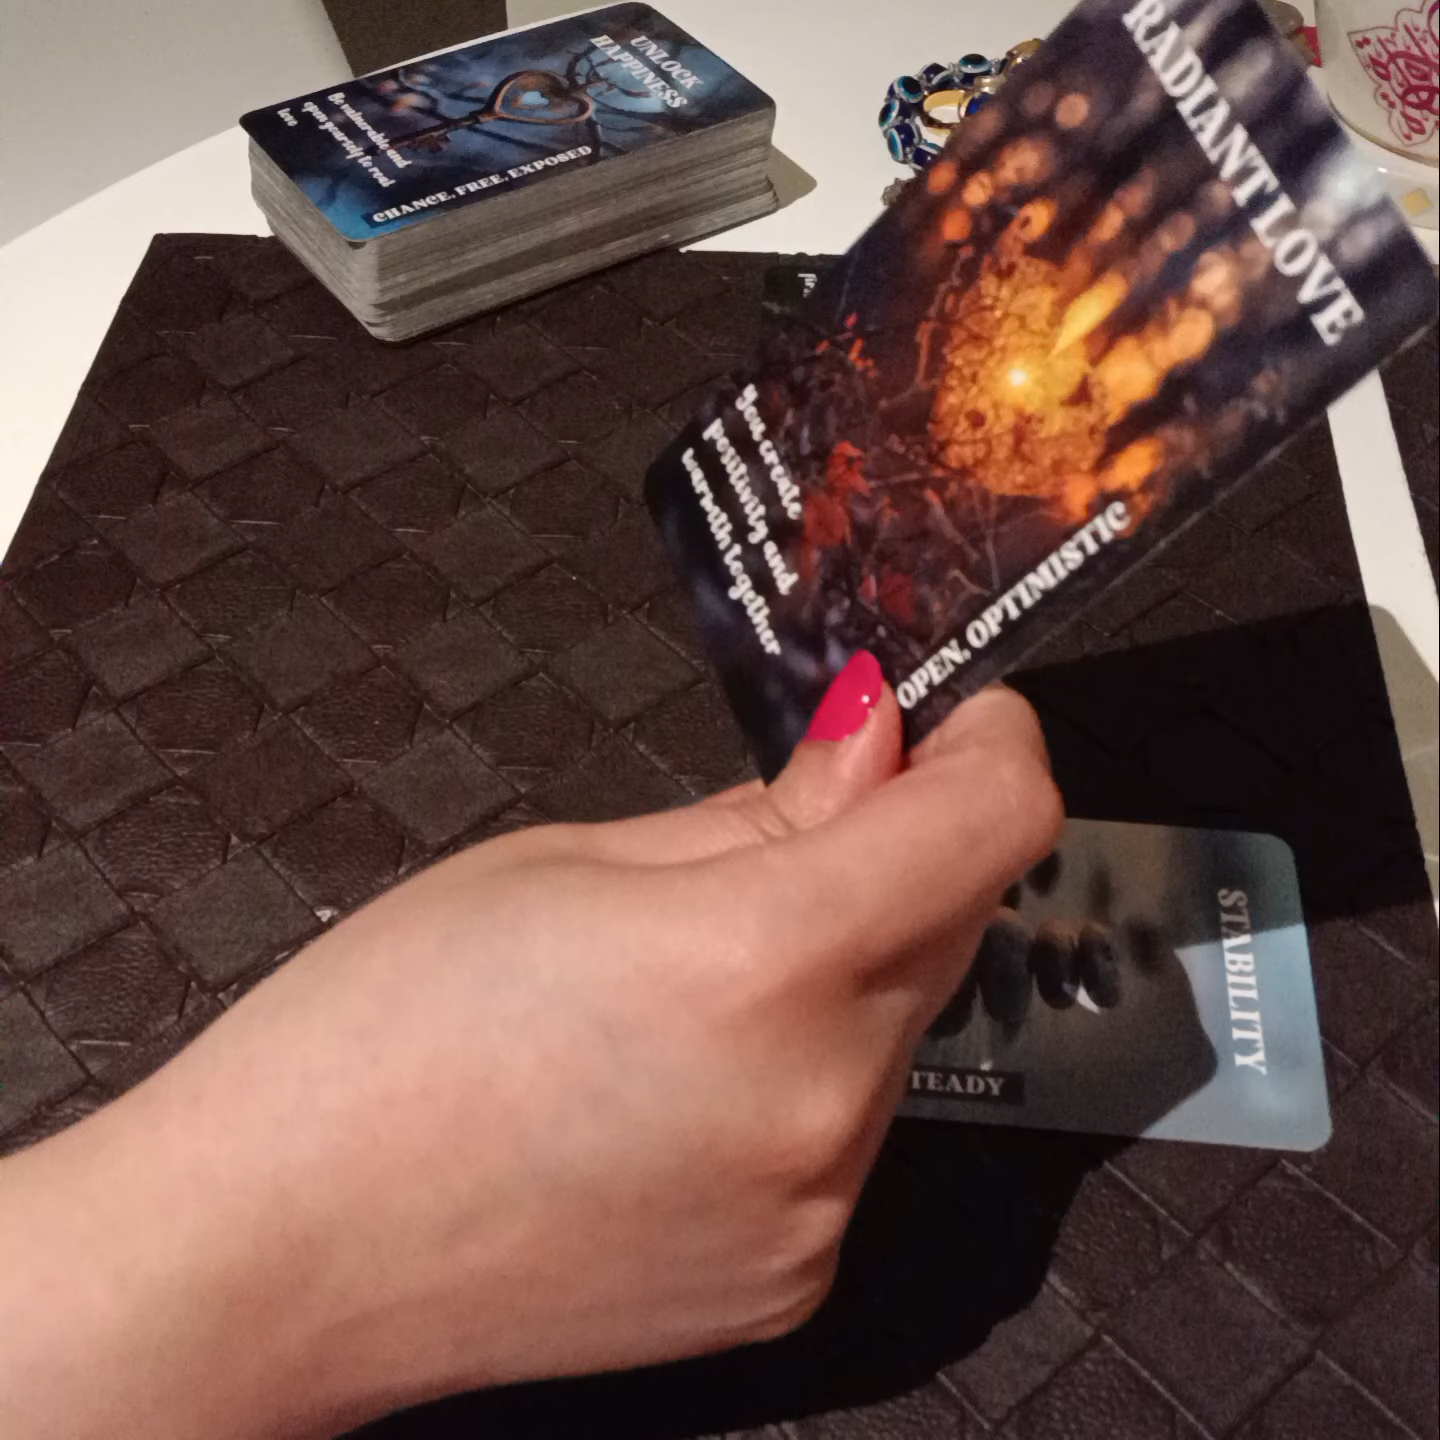 UNLOCK
HAPPINESS
Be vulnerable and
open yourself to real
love
CHANCE, FREE, EXPOSED
RADIANT LOVE
You create
positivity and
warmth together
OPEN, OPTIMISTIC
STABILITY